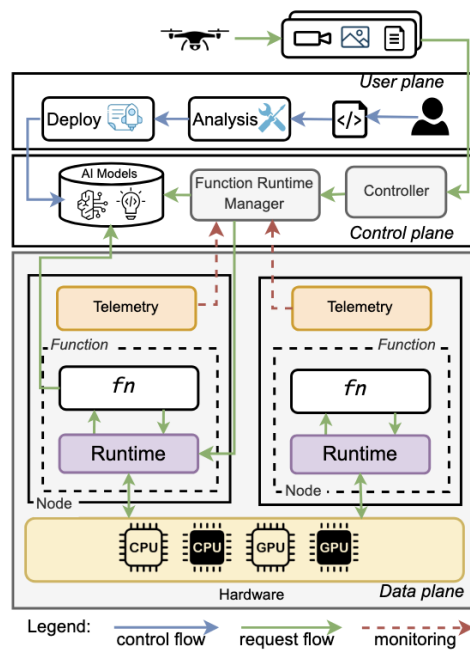 User plane
Deploy
Analysis
</>
AI Models
Function Runtime
Manager
Controller
Control plane
Telemetry
Telemetry
Function
Function
fn
fn
Runtime
Runtime
Node
Node
CPU
CPU
GPU
GPU
Hardware
Data plane
Legend:
control flow
request flow
monitoring